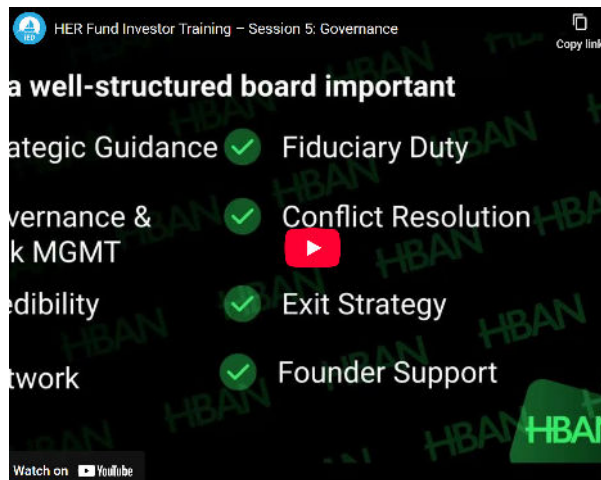 iED
HER Fund Investor Training – Session 5: Governance
Copy link
a well-structured board important
ategic Guidance
Fiduciary Duty
vernance &
k MGMT
Conflict Resolution
edibility
Exit Strategy
twork
Founder Support
HBAN
Watch on YouTube